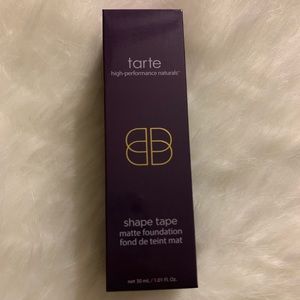 tarte
high-performance naturals™
shape tape
matte foundation
fond de teint mat
net 30 mL / 1.01 fl. Oz.